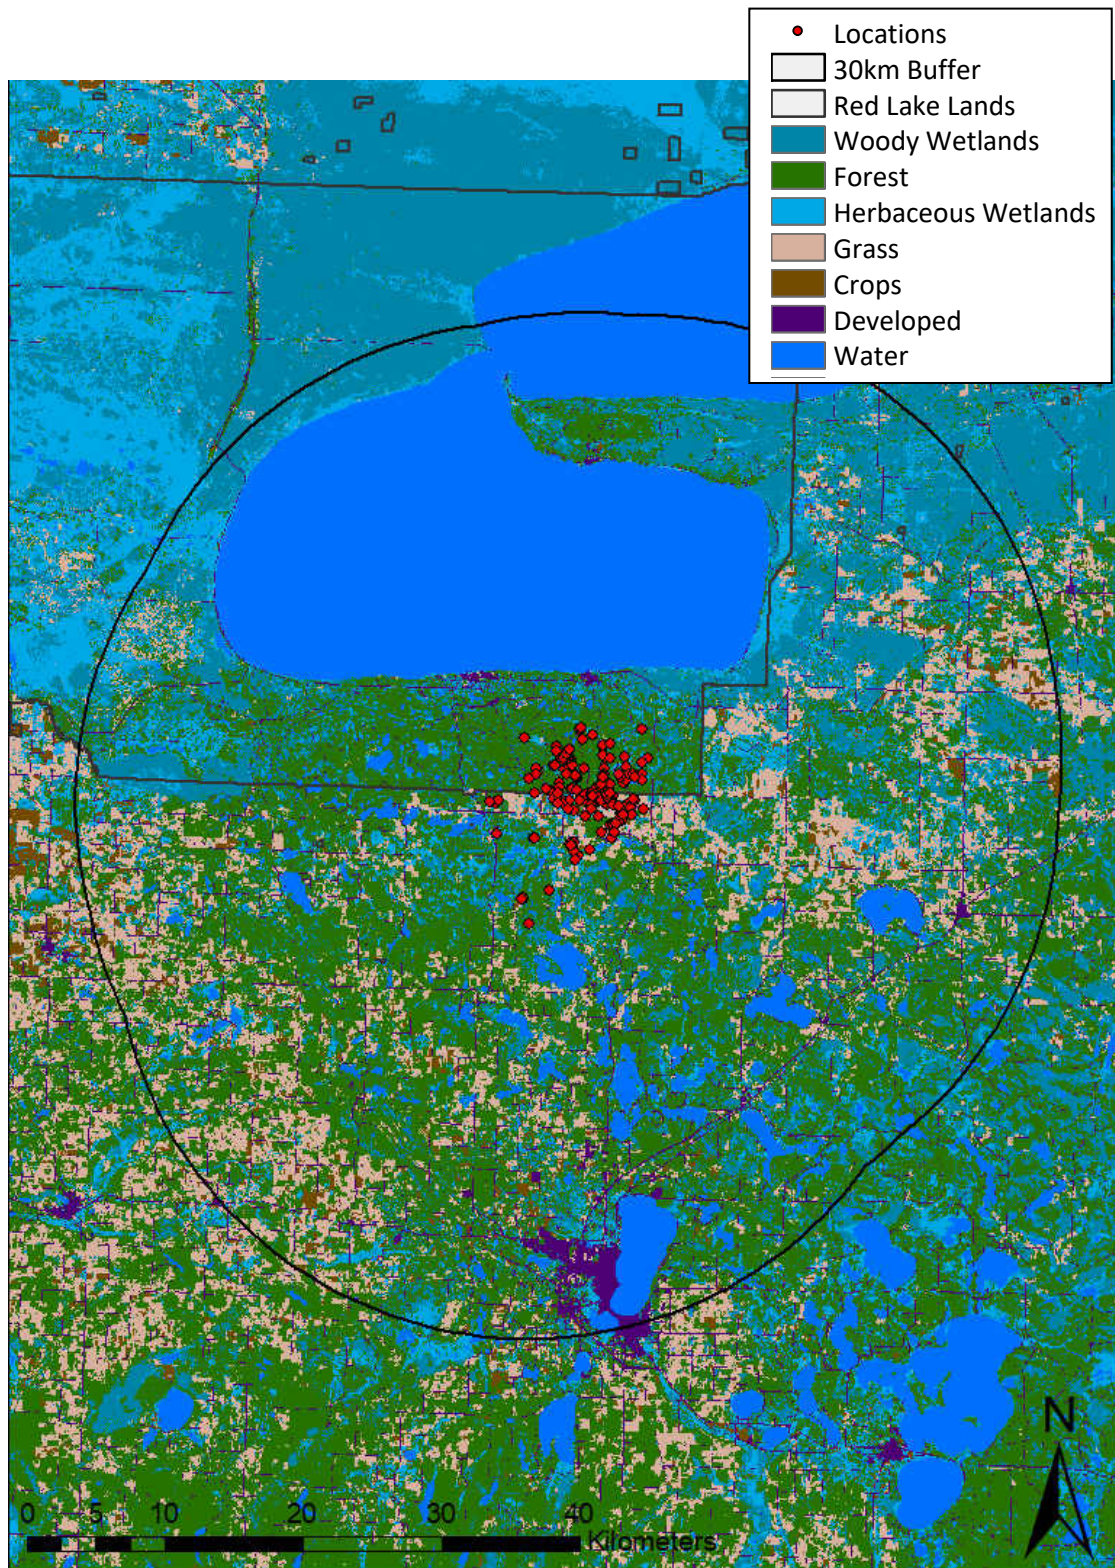 Locations
30km Buffer
Red Lake Lands
Woody Wetlands
Forest
Herbaceous Wetlands
Grass
Crops
Developed
Water
N
0 5 10 20 30 40
Kilometers